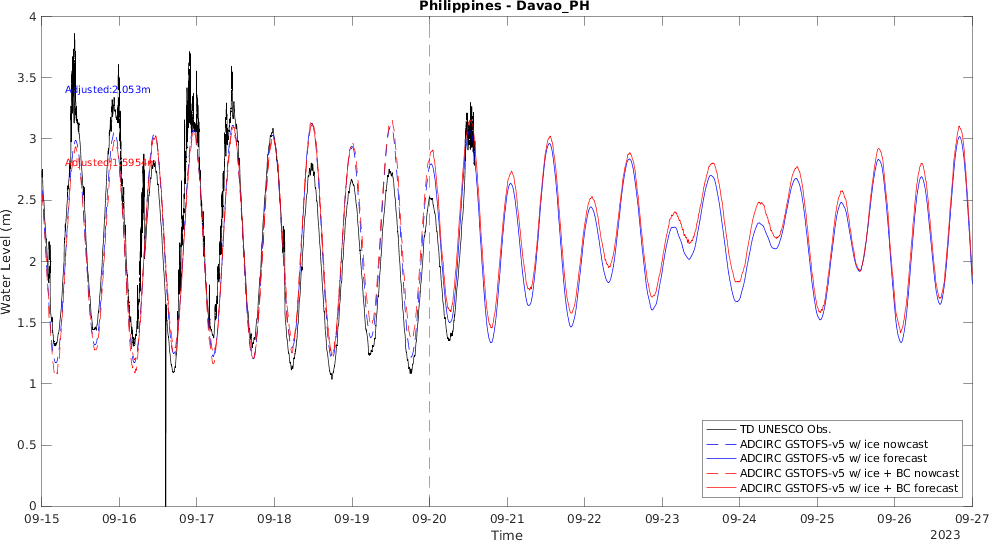 Philippines - Davao_PH
4
3.5
3
2.5
2
1.5
1
0.5
0
Water Level (m)
Adjusted:2.053m
Adjusted:1.5954m
TD UNESCO Obs.
ADCIRC GSTOFS-v5 w/ ice nowcast
ADCIRC GSTOFS-v5 w/ ice forecast
ADCIRC GSTOFS-v5 w/ ice + BC nowcast
ADCIRC GSTOFS-v5 w/ ice + BC forecast
09-15 09-16 09-17 09-18 09-19 09-20 09-21 09-22 09-23 09-24 09-25 09-26 09-27
Time
2023